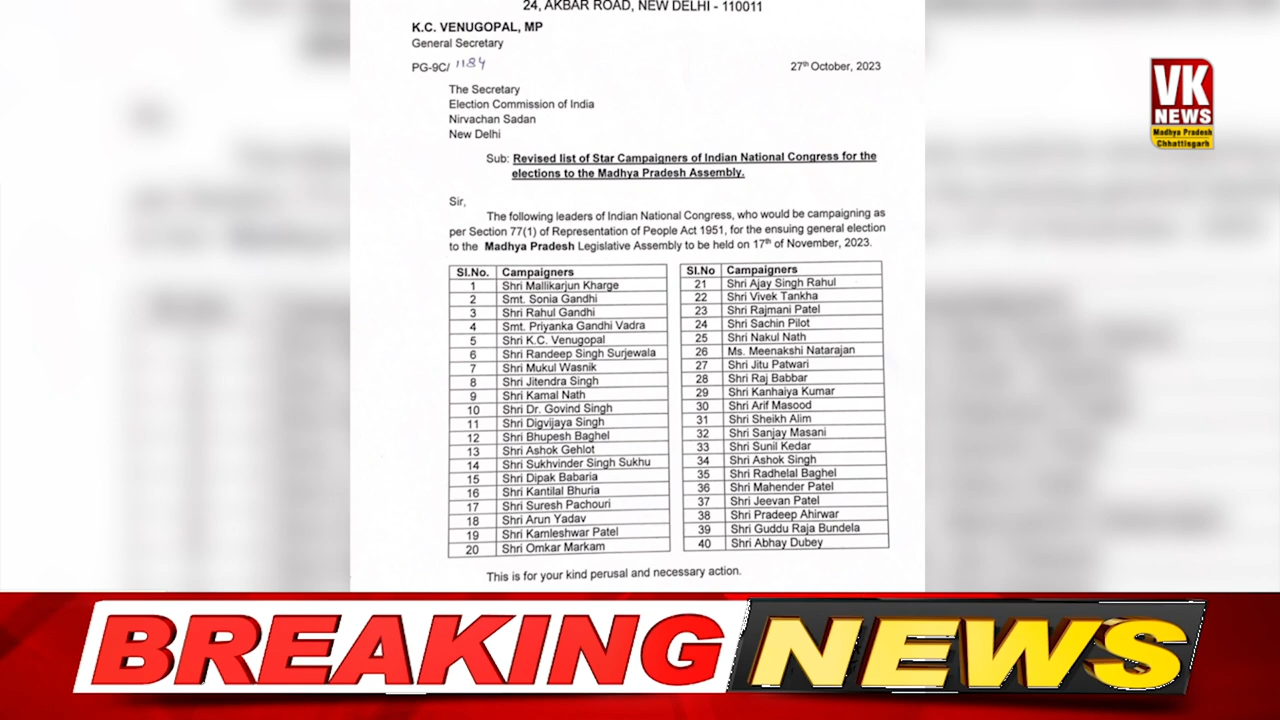 24, AKBAR ROAD, NEW DELHI - 110011
K.C. VENUGOPAL, MP
General Secretary
PG-9C/ 1184
27th October, 2023
The Secretary
Election Commission of India
Nirvachan Sadan
New Delhi
Sub: Revised list of Star Campaigners of Indian National Congress for the
elections to the Madhya Pradesh Assembly.
Sir,
The following leaders of Indian National Congress, who would be campaigning as
per Section 77(1) of Representation of People Act 1951, for the ensuing general election
to the Madhya Pradesh Legislative Assembly to be held on 17th of November, 2023.
Sl.No. Campaigners
1 Shri Mallikarjun Kharge
2 Smt. Sonia Gandhi
3 Shri Rahul Gandhi
4 Smt. Priyanka Gandhi Vadra
5 Shri K.C. Venugopal
6 Shri Randeep Singh Surjewala
7 Shri Mukul Wasnik
8 Shri Jitendra Singh
9 Shri Kamal Nath
10 Shri Dr. Govind Singh
11 Shri Digvijaya Singh
12 Shri Bhupesh Baghel
13 Shri Ashok Gehlot
14 Shri Sukhvinder Singh Sukhu
15 Shri Dipak Babaria
16 Shri Kantilal Bhuria
17 Shri Suresh Pachouri
18 Shri Arun Yadav
19 Shri Kamleshwar Patel
20 Shri Omkar Markam
Sl.No Campaigners
21 Shri Ajay Singh Rahul
22 Shri Vivek Tankha
23 Shri Rajmani Patel
24 Shri Sachin Pilot
25 Shri Nakul Nath
26 Ms. Meenakshi Natarajan
27 Shri Jitu Patwari
28 Shri Raj Babbar
29 Shri Kanhaiya Kumar
30 Shri Arif Masood
31 Shri Sheikh Alim
32 Shri Sanjay Masani
33 Shri Sunil Kedar
34 Shri Ashok Singh
35 Shri Radhelal Baghel
36 Shri Mahender Patel
37 Shri Jeevan Patel
38 Shri Pradeep Ahirwar
39 Shri Guddu Raja Bundela
40 Shri Abhay Dubey
This is for your kind perusal and necessary action.
VK
NEWS
Madhya Pradesh
Chhattisgarh
BREAKING NEWS